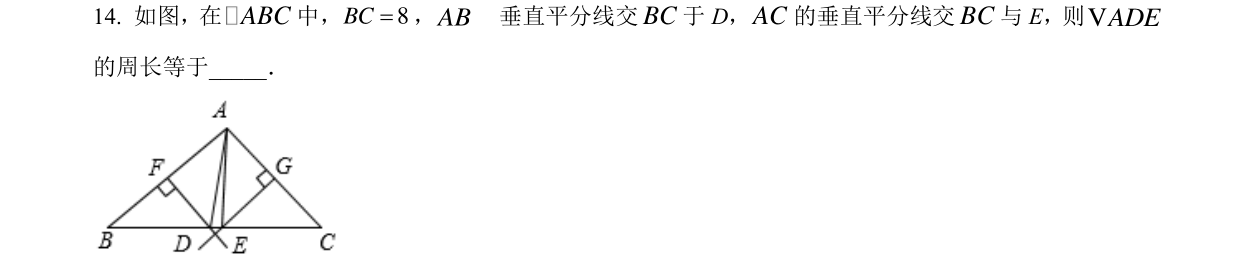 14. 如图，在□ABC 中，BC=8，AB 垂直平分线交 BC 于 D，AC 的垂直平分线交 BC 与 E，则VADE
的周长等于_____．
A
F
G
B
D
E
C